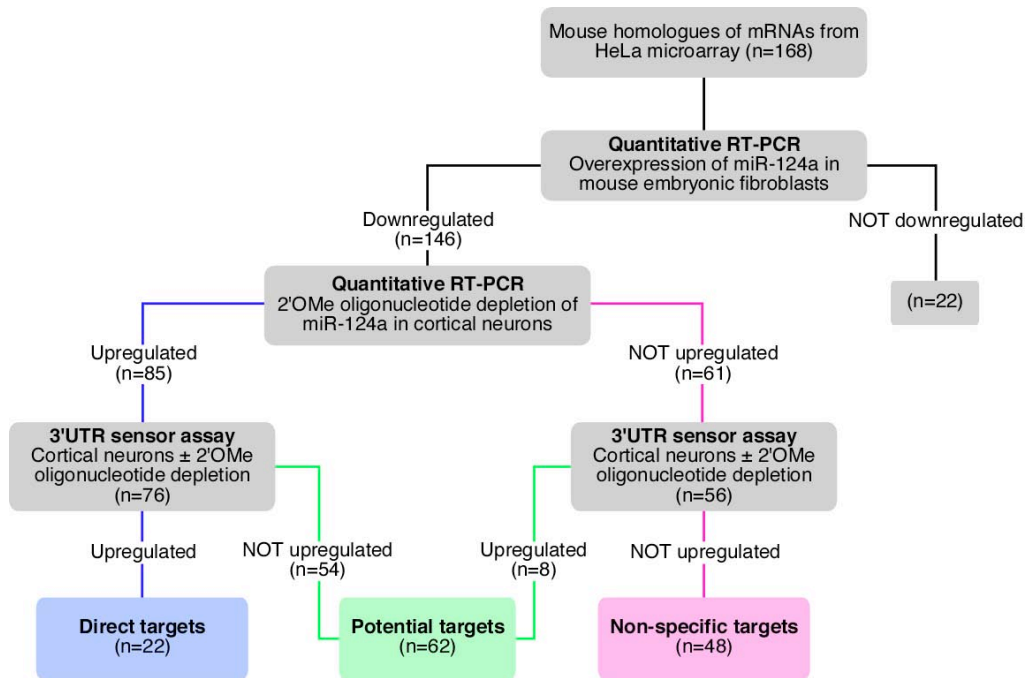 Mouse homologues of mRNAs from
HeLa microarray (n=168)
Quantitative RT-PCR
Overexpression of miR-124a in
mouse embryonic fibroblasts
Downregulated
(n=146)
NOT downregulated
(n=22)
Quantitative RT-PCR
2'OMe oligonucleotide depletion of
miR-124a in cortical neurons
Upregulated
(n=85)
NOT upregulated
(n=61)
3'UTR sensor assay
Cortical neurons ± 2'OMe
oligonucleotide depletion
(n=76)
3'UTR sensor assay
Cortical neurons ± 2'OMe
oligonucleotide depletion
(n=56)
Upregulated
NOT upregulated
(n=54)
Upregulated
(n=8)
NOT upregulated
Direct targets
(n=22)
Potential targets
(n=62)
Non-specific targets
(n=48)